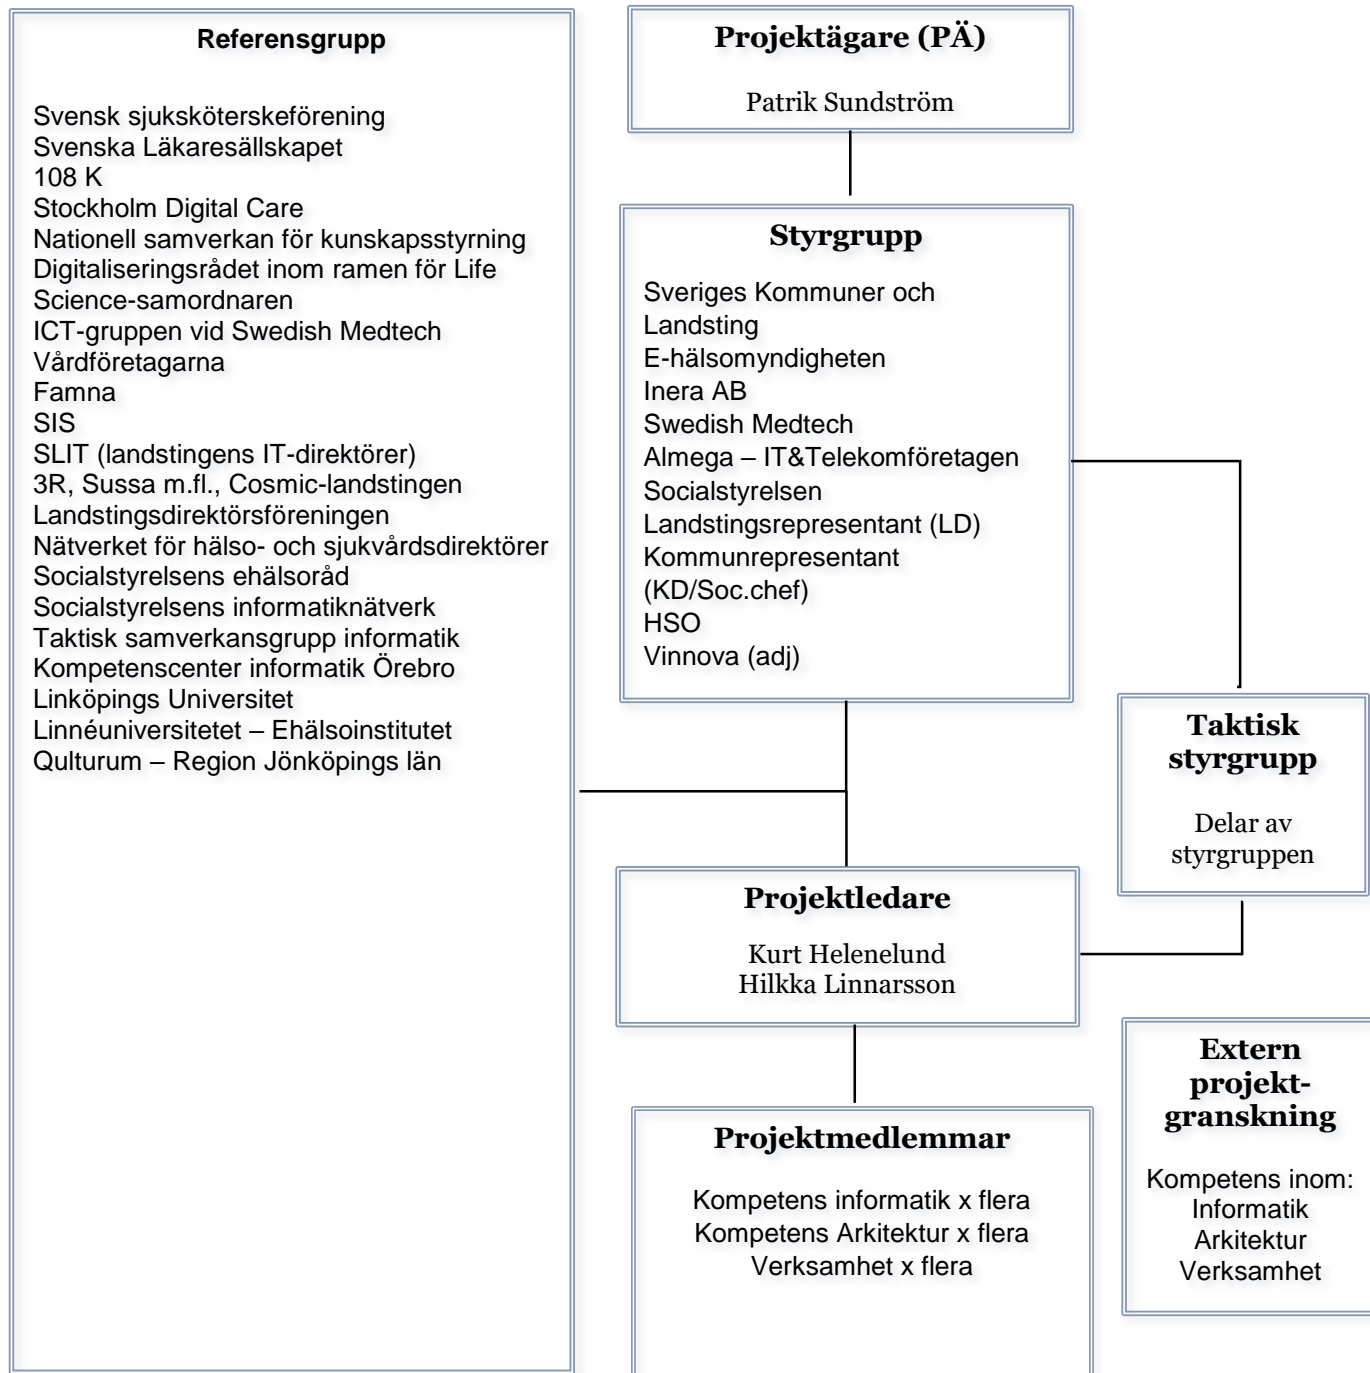 Referensgrupp
Svensk sjuksköterskeförening
Svenska Läkaresällskapet
108 K
Stockholm Digital Care
Nationell samverkan för kunskapsstyrning
Digitaliseringsrådet inom ramen för Life
Science-samordnaren
ICT-gruppen vid Swedish Medtech
Vårdföretagarna
Famna
SIS
SLIT (landstingens IT-direktörer)
3R, Sussa m.fl., Cosmic-landstingen
Landstingsdirektörsföreningen
Nätverket för hälso- och sjukvårdsdirektörer
Socialstyrelsens ehälsoråd
Socialstyrelsens informatiknätverk
Taktisk samverkansgrupp informatik
Kompetenscenter informatik Örebro
Linköpings Universitet
Linnéuniversitetet – Ehälsoinstitutet
Qulturum – Region Jönköpings län
Projektägare (PÄ)
Patrik Sundström
Styrgrupp
Sveriges Kommuner och
Landsting
E-hälsomyndigheten
Inera AB
Swedish Medtech
Almega – IT&Telekomföretagen
Socialstyrelsen
Landstingsrepresentant (LD)
Kommunrepresentant
(KD/Soc.chef)
HSO
Vinnova (adj)
Taktisk
styrgrupp
Delar av
styrgruppen
Projektledare
Kurt Helenelund
Hilkka Linnarsson
Extern
projekt-
granskning
Kompetens inom:
Informatik
Arkitektur
Verksamhet
Projektmedlemmar
Kompetens informatik x flera
Kompetens Arkitektur x flera
Verksamhet x flera